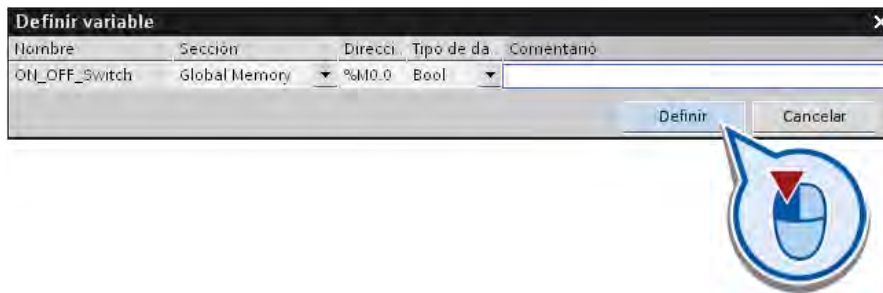 Definir variable
Nombre Sección Direcci... Tipo de da... Comentario
ON_OFF_Switch Global Memory %M0.0 Bool
Definir Cancelar